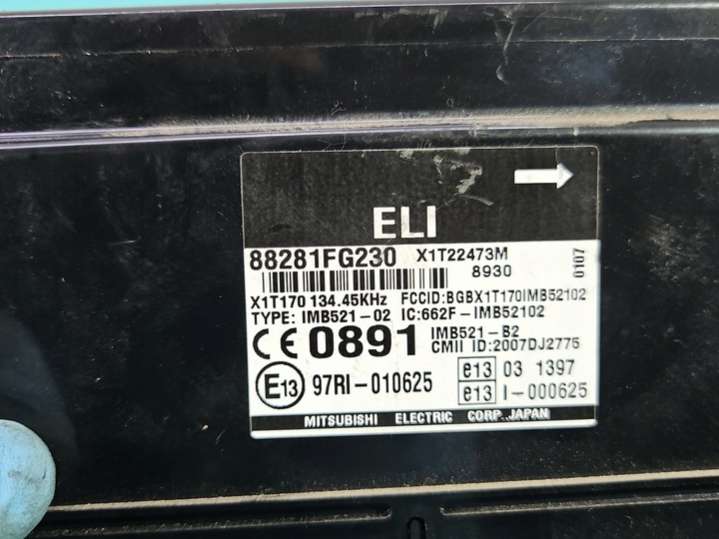 ELI
88281FG230 X1T22473M
8930
0107
X1T170 134.45KHz FCCID:BGBX1T170IMB52102
TYPE: IMB521-02 IC:662F-IMB52102
CE 0891 IMB521-B2
CMII ID:2007DJ2775
E13 97RI-010625 e13 03 1397
e13 I-000625
MITSUBISHI ELECTRIC CORP. JAPAN